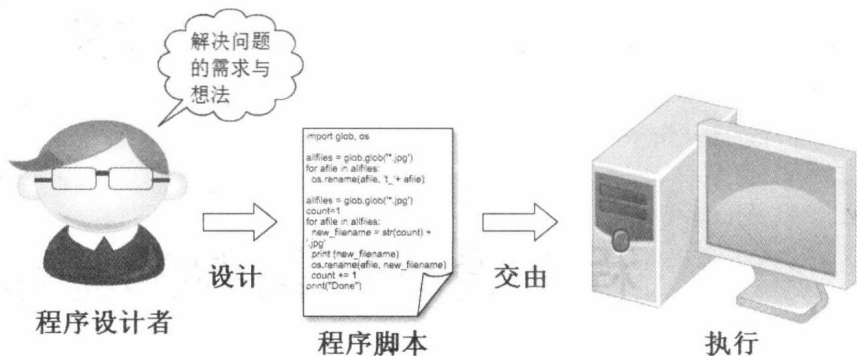 解决问题
的需求与
想法
import glob, os
allfiles = glob.glob('*.jpg')
for afile in allfiles:
os.rename(afile, 't_'+ afile)
allfiles = glob.glob('*.jpg')
count=1
for afile in allfiles:
new_filename = str(count) +
'.jpg'
print (new_filename)
os.rename(afile, new_filename)
count += 1
print("Done")
设计
交由
程序设计者
程序脚本
执行